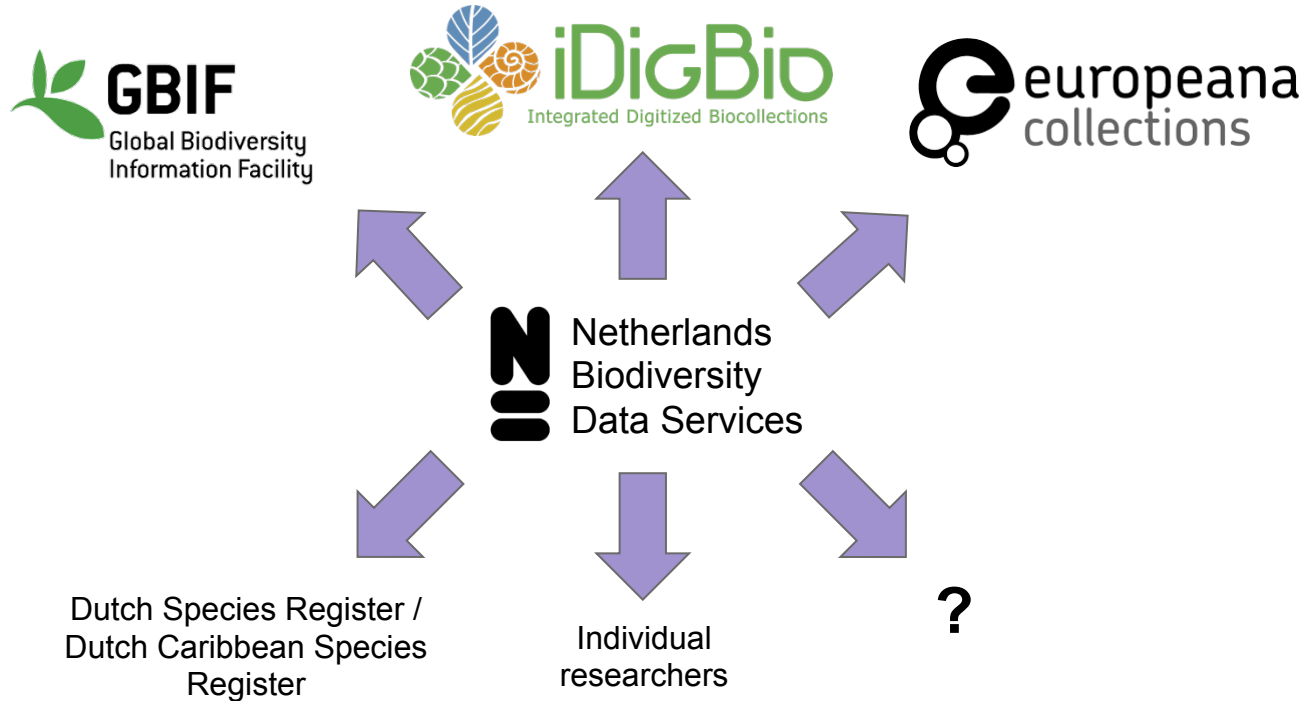 GBIF
Global Biodiversity
Information Facility
iDigBio
Integrated Digitized Biocollections
europeana
collections
N
Netherlands
Biodiversity
Data Services
Dutch Species Register /
Dutch Caribbean Species
Register
Individual
researchers
?